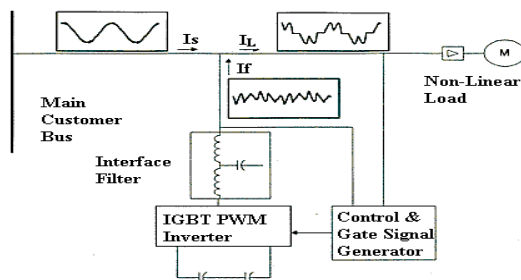 Is
IL
If
M
Non-Linear
Load
Main
Customer
Bus
Interface
Filter
IGBT PWM
Inverter
Control &
Gate Signal
Generator